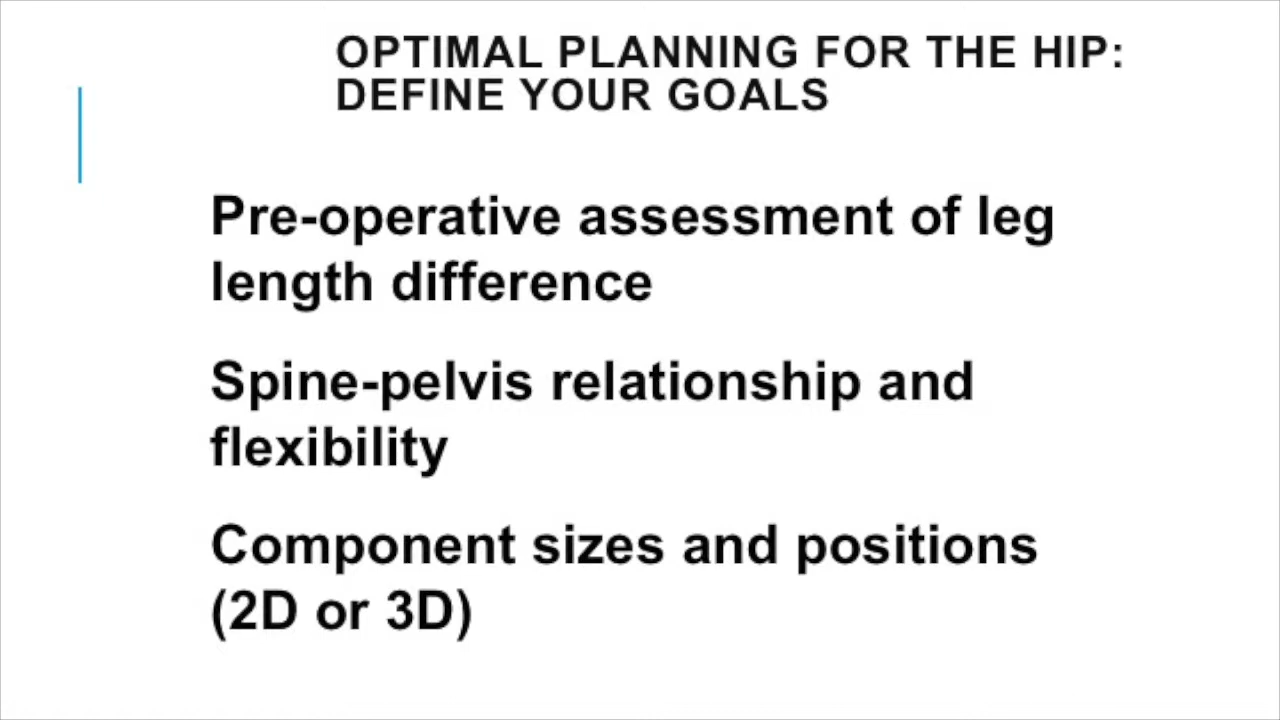 OPTIMAL PLANNING FOR THE HIP:
DEFINE YOUR GOALS
Pre-operative assessment of leg
length difference
Spine-pelvis relationship and
flexibility
Component sizes and positions
(2D or 3D)